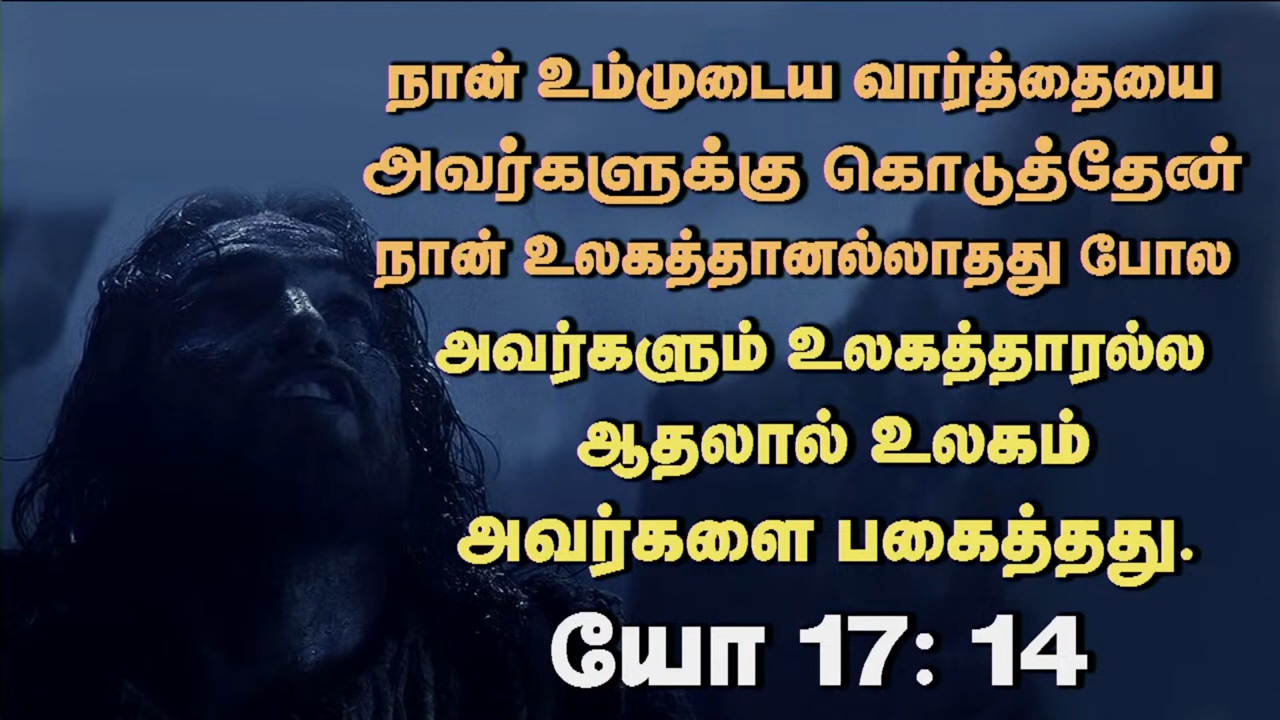 நான் உம்முடைய வார்த்தையை
அவர்களுக்கு கொடுத்தேன்
நான் உலகத்தானல்லாதது போல
அவர்களும் உலகத்தாரல்ல
ஆதலால் உலகம்
அவர்களை பகைத்தது.
யோ 17: 14